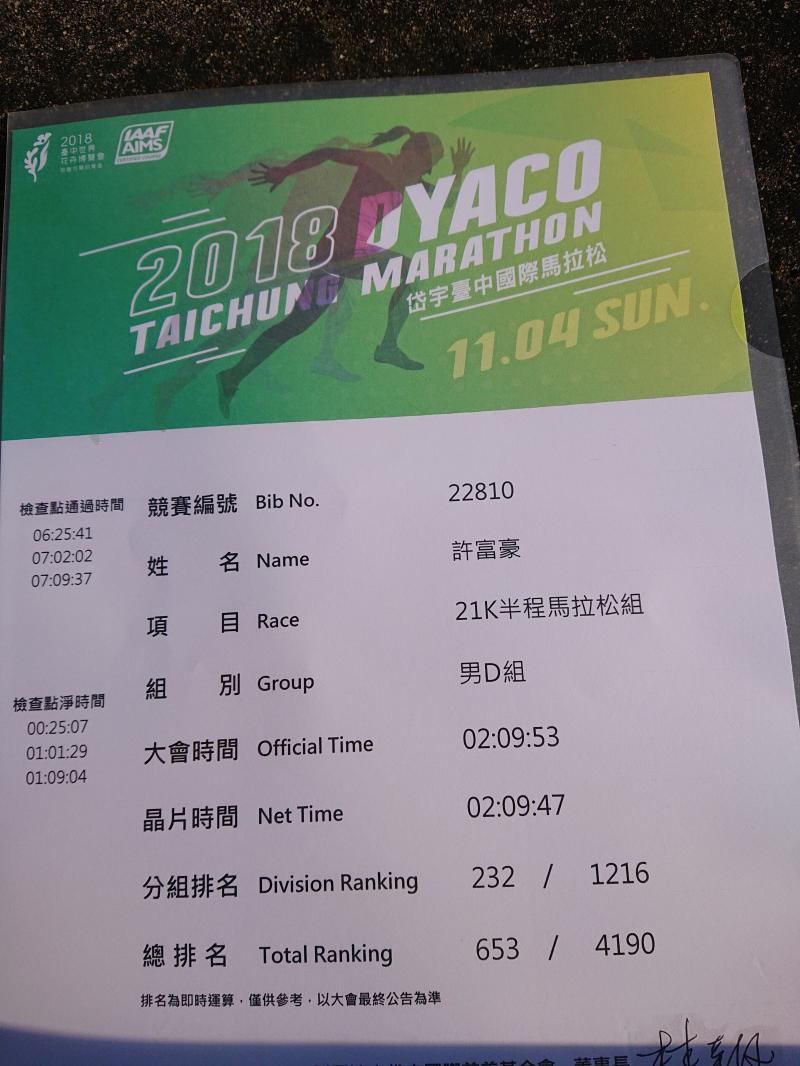 2018
臺中世界
花卉博覽會
IAAF
AIMS
CERTIFIED COURSE
2018 DYACO
TAICHUNG MARATHON
岱宇臺中國際馬拉松
11.04 SUN.
檢查點通過時間
06:25:41
07:02:02
07:09:37
檢查點淨時間
00:25:07
01:01:29
01:09:04
競賽編號 Bib No. 22810
姓 名 Name 許富豪
項 目 Race 21K半程馬拉松組
組 別 Group 男D組
大會時間 Official Time 02:09:53
晶片時間 Net Time 02:09:47
分組排名 Division Ranking 232 / 1216
總排名 Total Ranking 653 / 4190
排名為即時運算，僅供參考，以大會最終公告為準
董事長